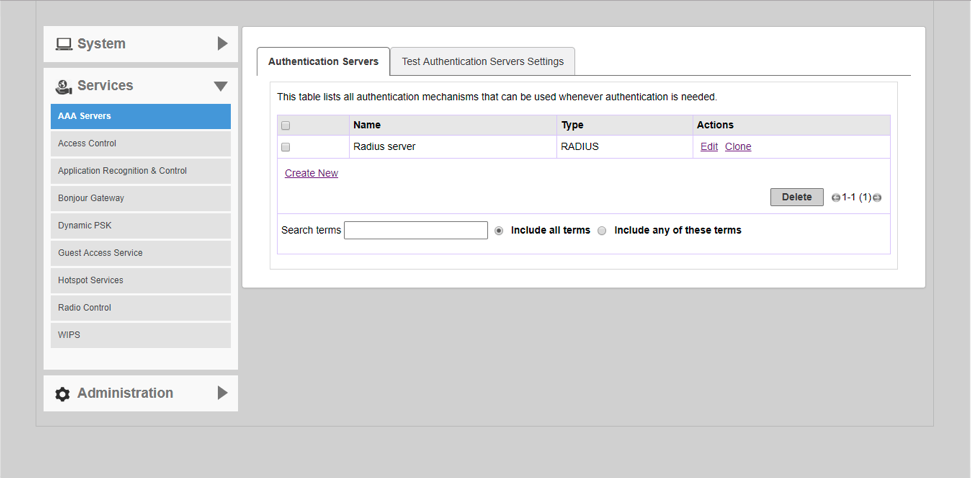 System
Services
AAA Servers
Access Control
Application Recognition & Control
Bonjour Gateway
Dynamic PSK
Guest Access Service
Hotspot Services
Radio Control
WIPS
Administration
Authentication Servers Test Authentication Servers Settings
This table lists all authentication mechanisms that can be used whenever authentication is needed.
Name Type Actions
Radius server RADIUS Edit Clone
Create New
Delete 1-1 (1)
Search terms Include all terms Include any of these terms